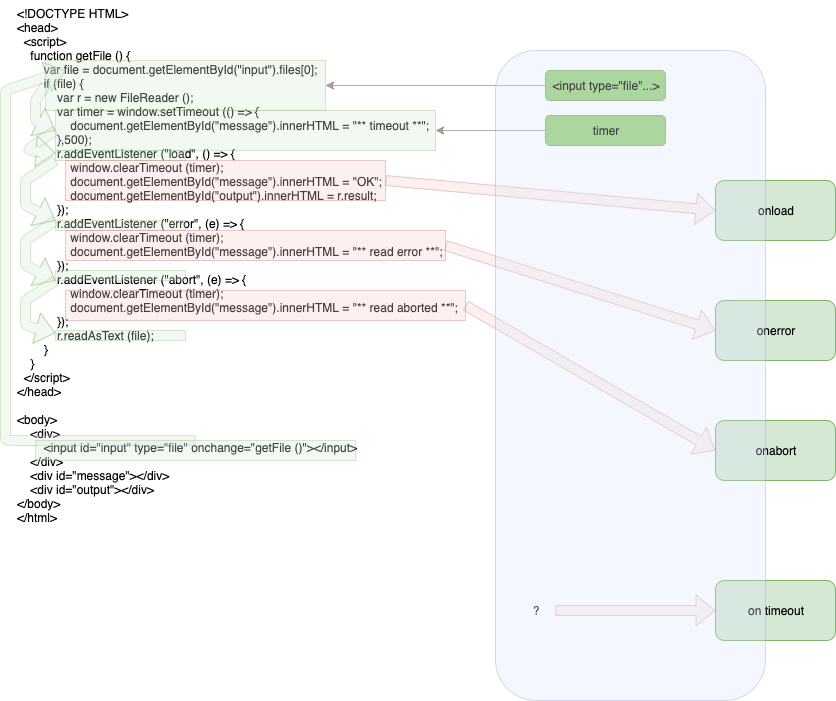 <!DOCTYPE HTML>
<head>
<script>
function getFile () {
var file = document.getElementById("input").files[0];
if (file) {
var r = new FileReader ();
var timer = window.setTimeout (() => {
document.getElementById("message").innerHTML = "** timeout **";
},500);
r.addEventListener ("load", () => {
window.clearTimeout (timer);
document.getElementById("message").innerHTML = "OK";
document.getElementById("output").innerHTML = r.result;
});
r.addEventListener ("error", (e) => {
window.clearTimeout (timer);
document.getElementById("message").innerHTML = "** read error **";
});
r.addEventListener ("abort", (e) => {
window.clearTimeout (timer);
document.getElementById("message").innerHTML = "** read aborted **";
});
r.readAsText (file);
}
}
</script>
</head>
<body>
<div>
<input id="input" type="file" onchange="getFile ()"></input>
</div>
<div id="message"></div>
<div id="output"></div>
</body>
</html>
<input type="file"...>
timer
onload
onerror
onabort
?
on timeout